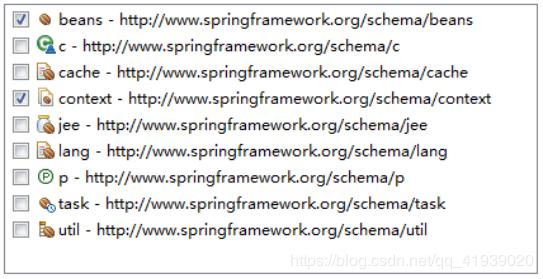 beans - http://www.springframework.org/schema/beans
c - http://www.springframework.org/schema/c
cache - http://www.springframework.org/schema/cache
context - http://www.springframework.org/schema/context
jee - http://www.springframework.org/schema/jee
lang - http://www.springframework.org/schema/lang
p - http://www.springframework.org/schema/p
task - http://www.springframework.org/schema/task
util - http://www.springframework.org/schema/util
https://blog.csdn.net/qq_41939020